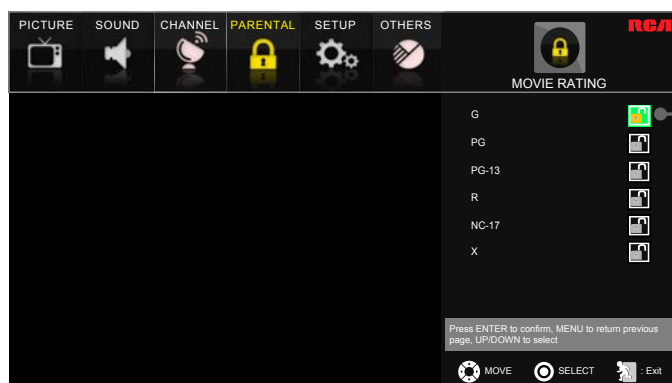 PICTURE SOUND CHANNEL PARENTAL SETUP OTHERS
RCA
MOVIE RATING
G
PG
PG-13
R
NC-17
X
Press ENTER to confirm, MENU to return previous
page, UP/DOWN to select
MOVE SELECT : Exit